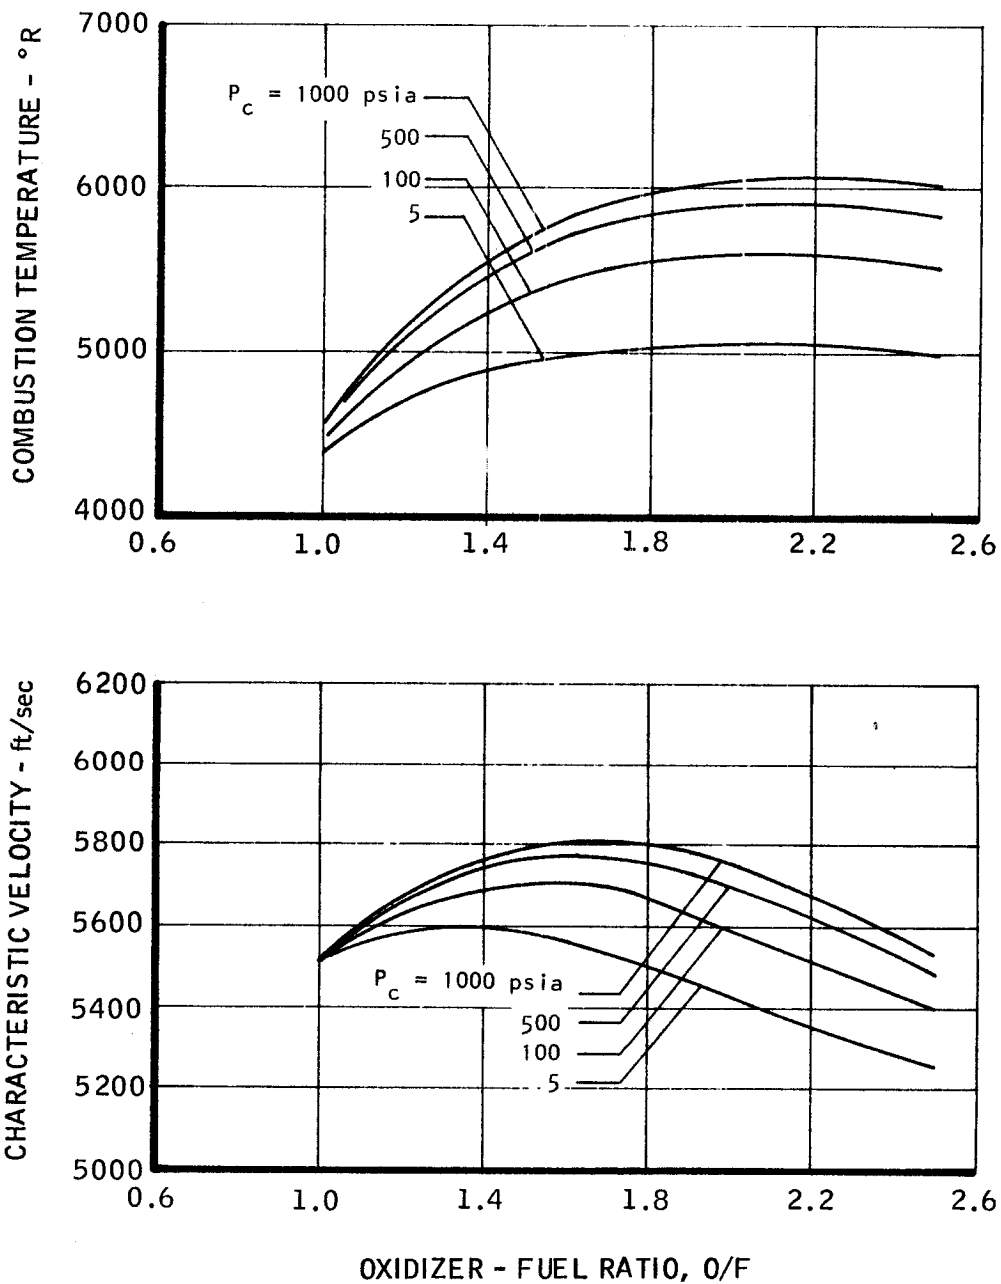 COMBUSTION TEMPERATURE - °R
7000
6000
5000
4000
P_c = 1000 psia
500
100
5
0.6 1.0 1.4 1.8 2.2 2.6
CHARACTERISTIC VELOCITY - ft/sec
6200
6000
5800
5600
5400
5200
5000
P_c = 1000 psia
500
100
5
0.6 1.0 1.4 1.8 2.2 2.6
OXIDIZER - FUEL RATIO, O/F